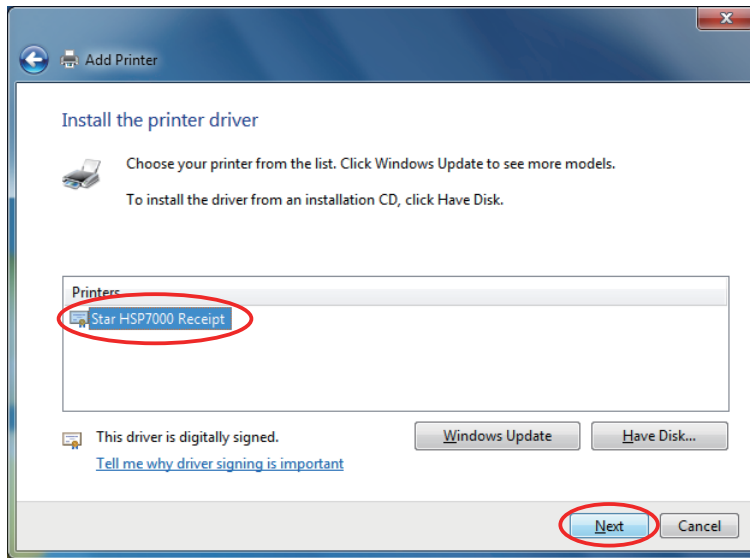 Add Printer
Install the printer driver
Choose your printer from the list. Click Windows Update to see more models.
To install the driver from an installation CD, click Have Disk.
Printers
Star HSP7000 Receipt
This driver is digitally signed.
Tell me why driver signing is important
Windows Update
Have Disk...
Next
Cancel